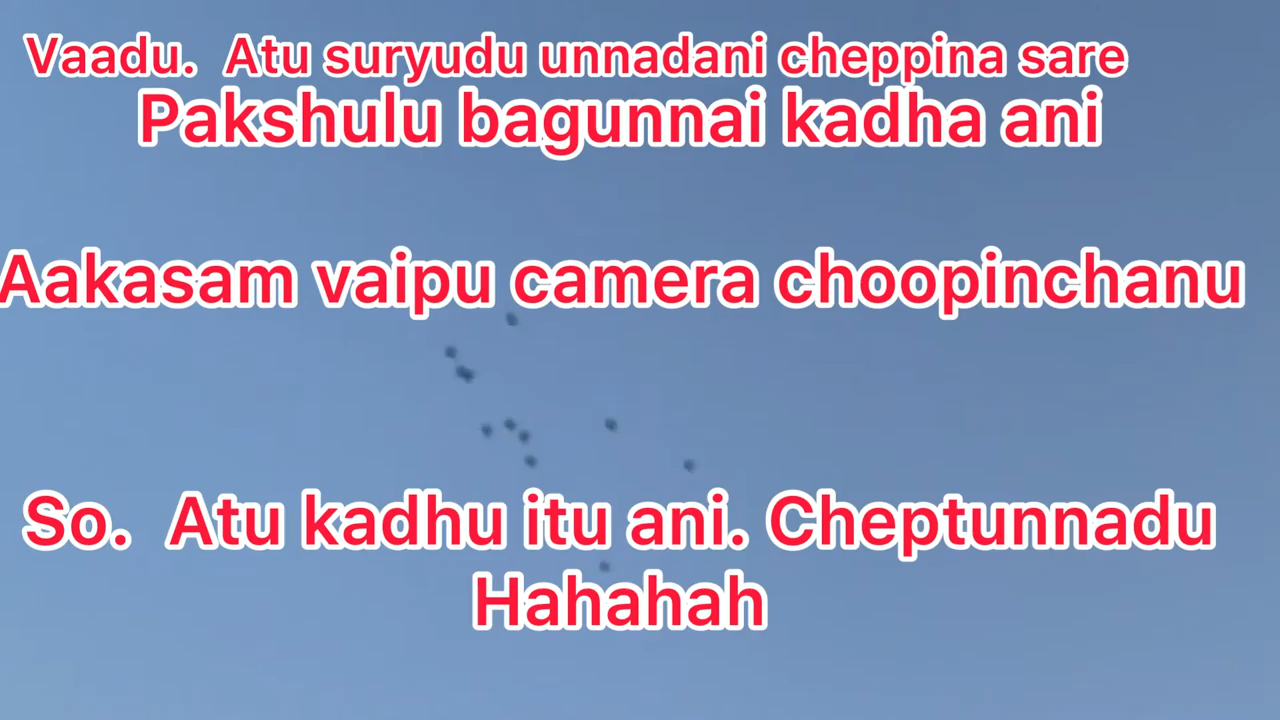 Vaadu. Atu suryudu unnadani cheppina sare
Pakshulu bagunnai kadha ani
Aakasam vaipu camera choopinchanu
So. Atu kadhu itu ani. Cheptunnadu
Hahahah